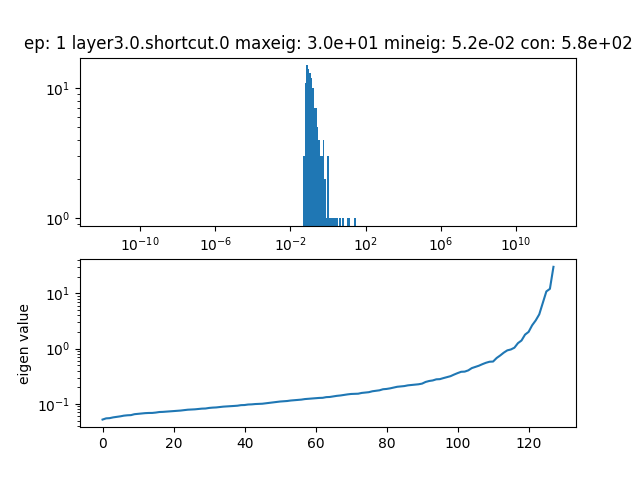 ep: 1 layer3.0.shortcut.0 maxeig: 3.0e+01 mineig: 5.2e-02 con: 5.8e+02
10¹
10⁰
10⁻¹⁰ 10⁻⁶ 10⁻² 10² 10⁶ 10¹⁰
eigen value
10¹
10⁰
10⁻¹
0 20 40 60 80 100 120